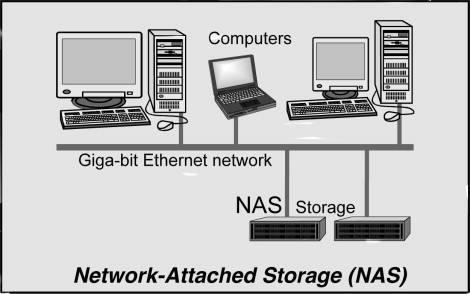 Computers
Giga-bit Ethernet network
NAS Storage
Network-Attached Storage (NAS)